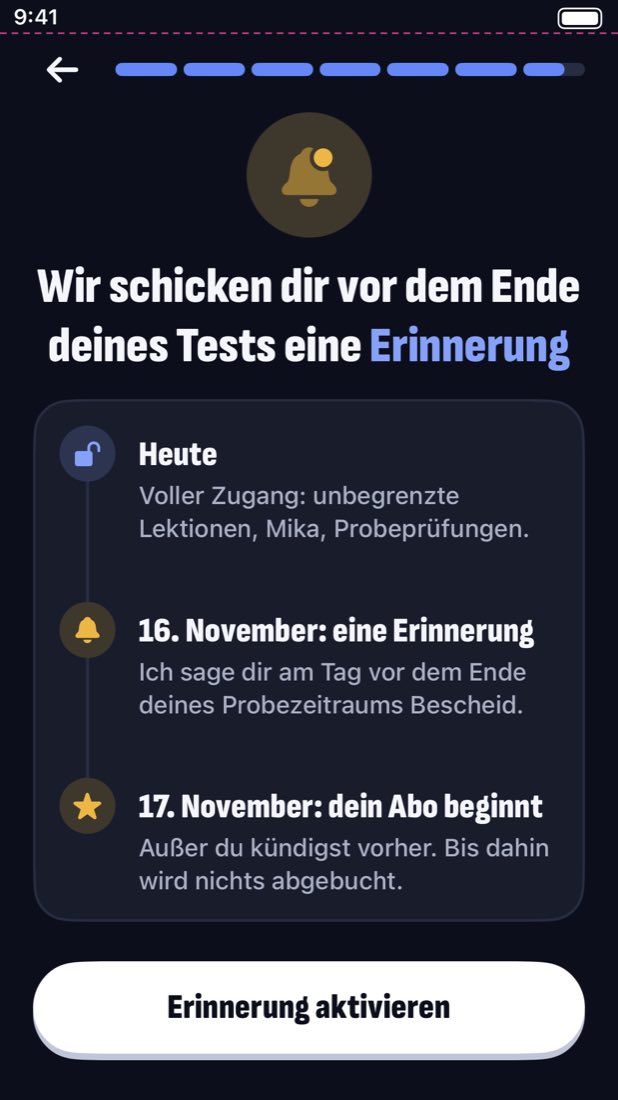 9:41
Wir schicken dir vor dem Ende
deines Tests eine Erinnerung
Heute
Voller Zugang: unbegrenzte
Lektionen, Mika, Probeprüfungen.
16. November: eine Erinnerung
Ich sage dir am Tag vor dem Ende
deines Probezeitraums Bescheid.
17. November: dein Abo beginnt
Außer du kündigst vorher. Bis dahin
wird nichts abgebucht.
Erinnerung aktivieren